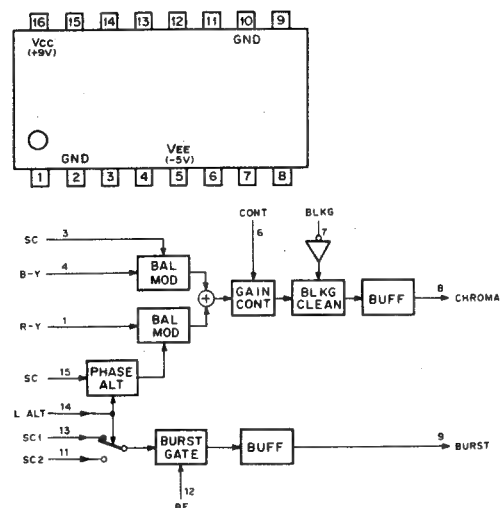 16 15 14 13 12 11 10 9
VCC GND
(+9V)
VEE
GND (-5V)
1 2 3 4 5 6 7 8
CONT BLKG
SC 3 6 7
B-Y 4 BAL MOD
GAIN CONT BLKG CLEAN BUFF 8 CHROMA
R-Y 1 BAL MOD
+
SC 15 PHASE ALT
L ALT 14
SC1 13
BURST GATE BUFF 9 BURST
SC2 11
12